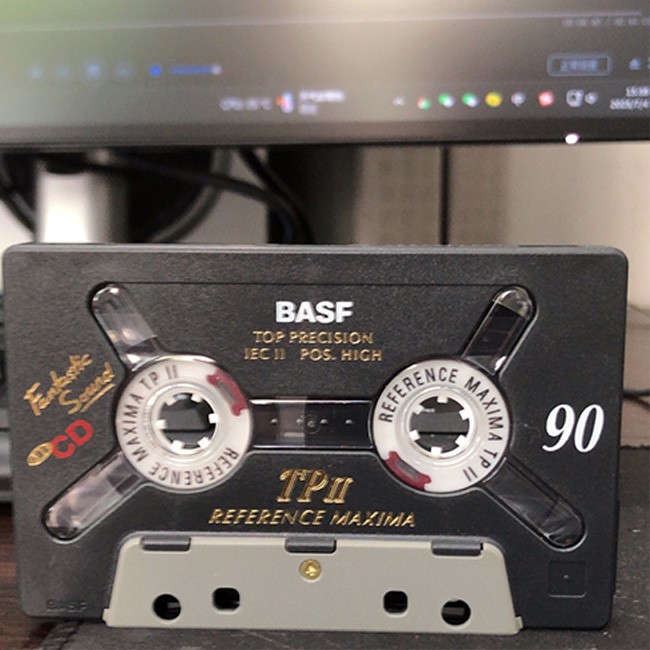 BASF
TOP PRECISION
IEC II POS. HIGH
Fantastic
Sound
CD
REFERENCE MAXIMA TP II
REFERENCE MAXIMA TP II
90
TP II
REFERENCE MAXIMA
BASF